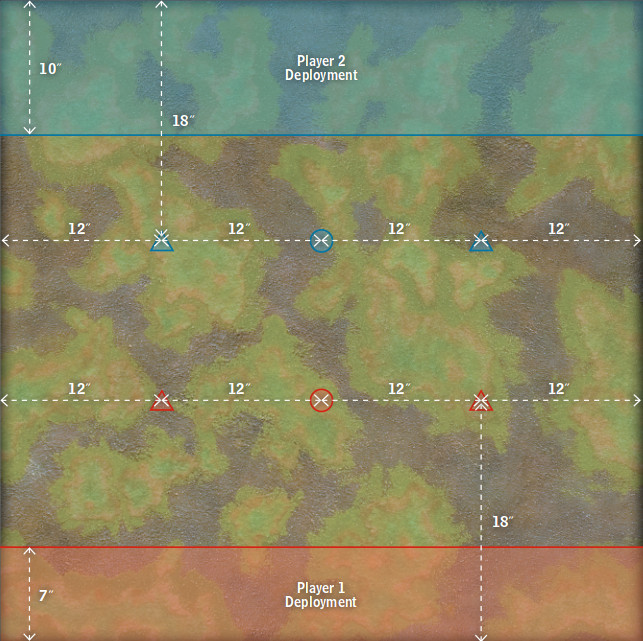 Player 2
Deployment
10″
18″
12″ 12″ 12″ 12″
12″ 12″ 12″ 12″
18″
Player 1
Deployment
7″